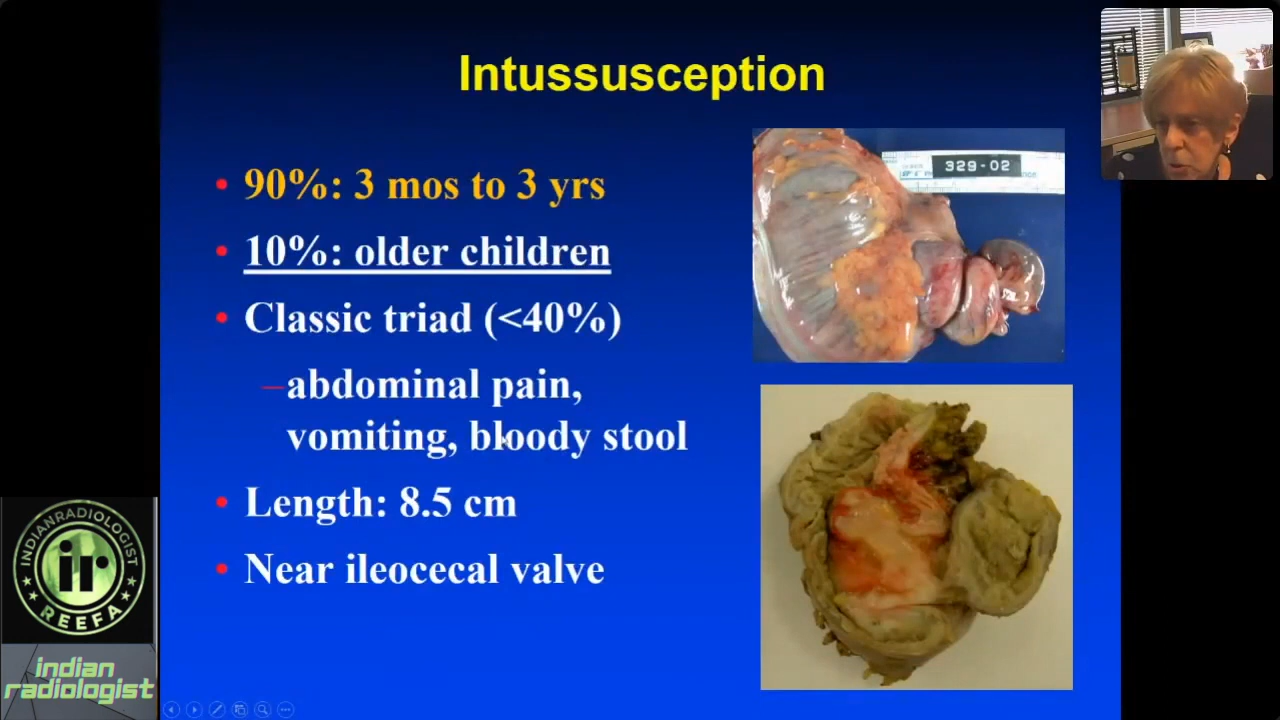 Intussusception
• 90%: 3 mos to 3 yrs
• 10%: older children
• Classic triad (<40%)
–abdominal pain,
vomiting, bloody stool
• Length: 8.5 cm
• Near ileocecal valve
329-02
INDIANRADIOLOGIST
ir
REEFA
indian
radiologist